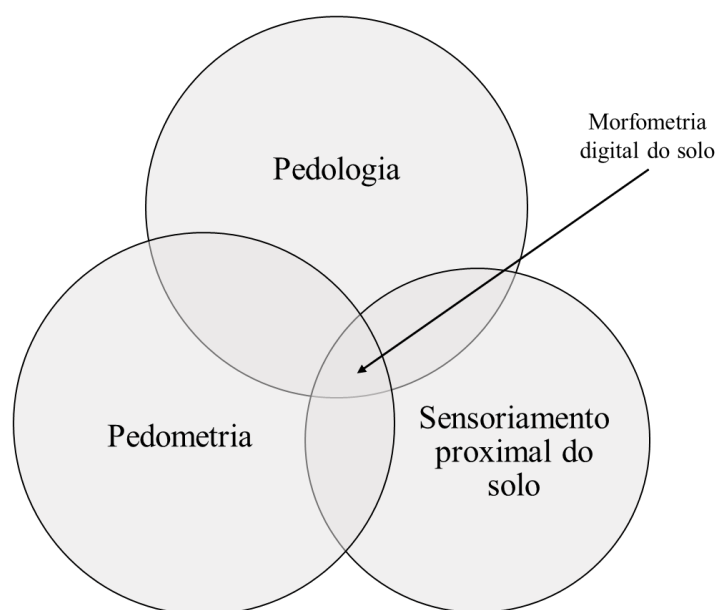 Pedologia
Morfometria
digital do solo
Pedometria
Sensoriamento
proximal do
solo